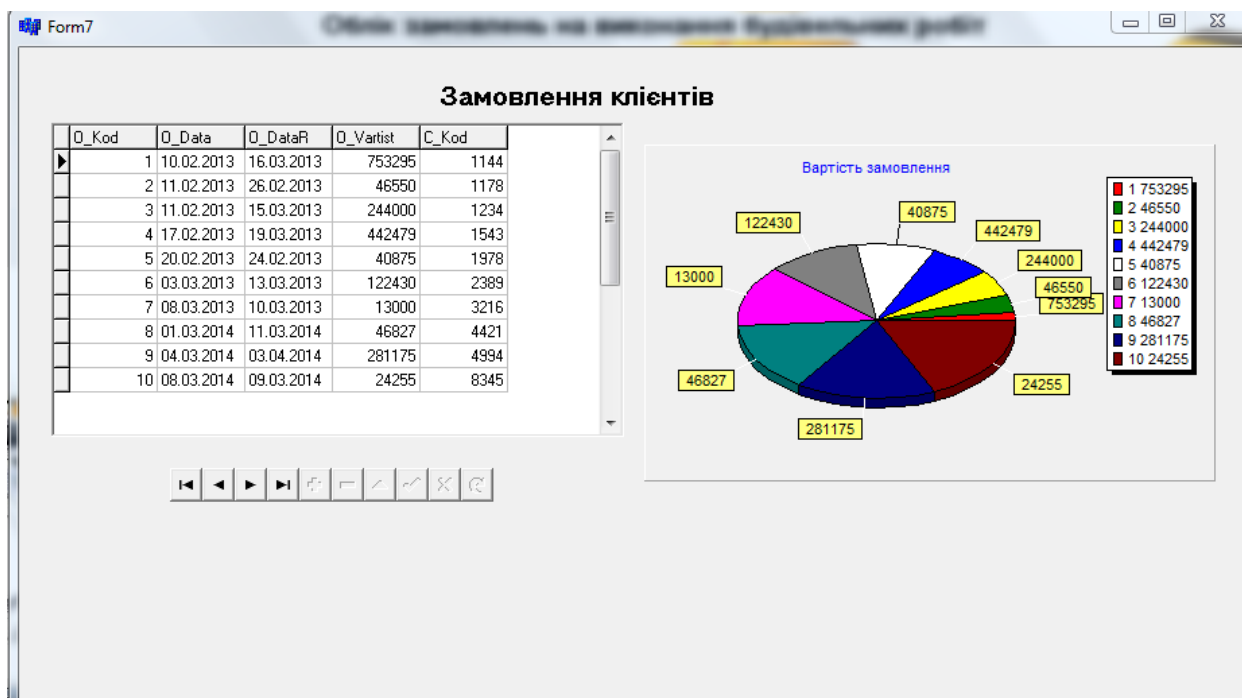 Form7
Облік замовлень на виконання будівельних робіт
Замовлення клієнтів
O_Kod O_Data O_DataR O_Vartist C_Kod
1 10.02.2013 16.03.2013 753295 1144
2 11.02.2013 26.02.2013 46550 1178
3 11.02.2013 15.03.2013 244000 1234
4 17.02.2013 19.03.2013 442479 1543
5 20.02.2013 24.02.2013 40875 1978
6 03.03.2013 13.03.2013 122430 2389
7 08.03.2013 10.03.2013 13000 3216
8 01.03.2014 11.03.2014 46827 4421
9 04.03.2014 03.04.2014 281175 4994
10 08.03.2014 09.03.2014 24255 8345
Вартість замовлення
40875
122430
442479
244000
13000
46550
753295
46827
24255
281175
1 753295
2 46550
3 244000
4 442479
5 40875
6 122430
7 13000
8 46827
9 281175
10 24255